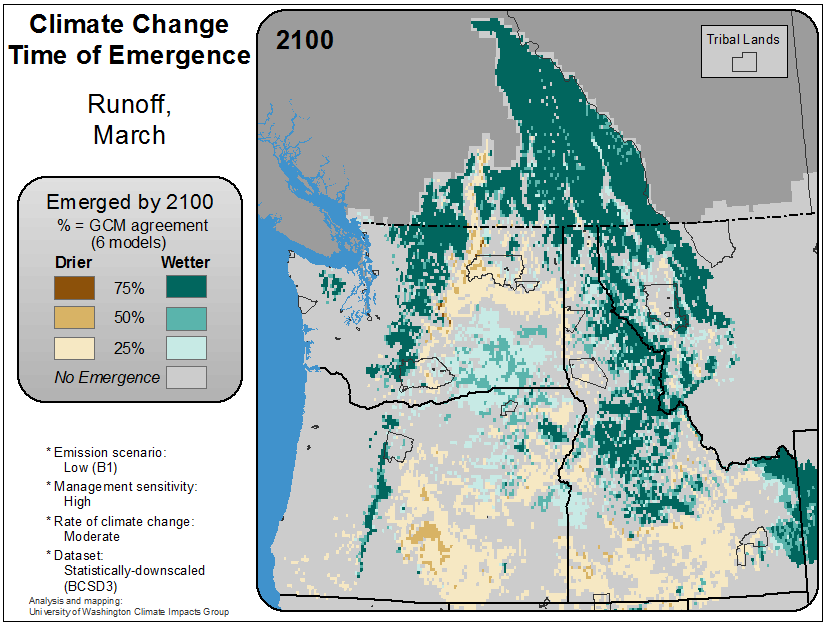 Climate Change
Time of Emergence
Runoff,
March
Emerged by 2100
% = GCM agreement
(6 models)
Drier Wetter
75%
50%
25%
No Emergence
* Emission scenario:
Low (B1)
* Management sensitivity:
High
* Rate of climate change:
Moderate
* Dataset:
Statistically-downscaled
(BCSD3)
Analysis and mapping:
University of Washington Climate Impacts Group
2100
Tribal Lands